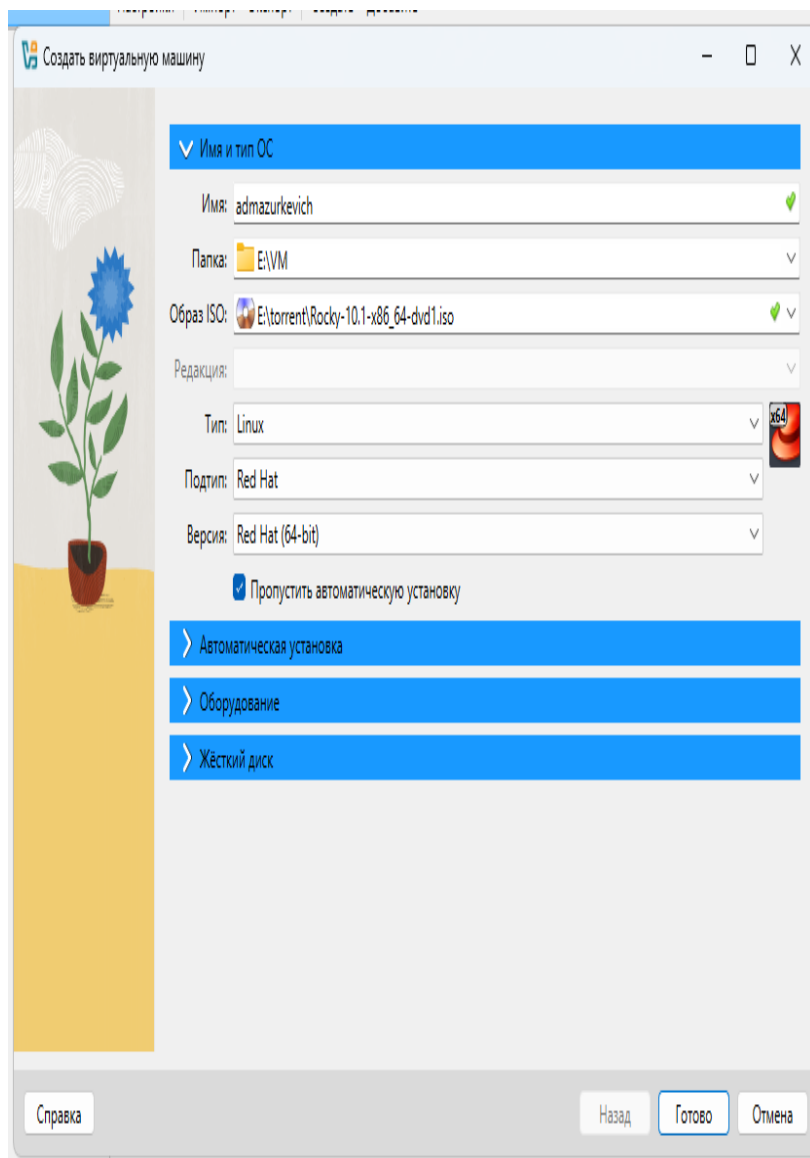 Создать виртуальную машину
Имя и тип ОС
Имя: admazurkevich
Папка: E:\VM
Образ ISO: E:\torrent\Rocky-10.1-x86_64-dvd1.iso
Редакция:
Тип: Linux
x64
Подтип: Red Hat
Версия: Red Hat (64-bit)
Пропустить автоматическую установку
Автоматическая установка
Оборудование
Жёсткий диск
Справка Назад Готово Отмена